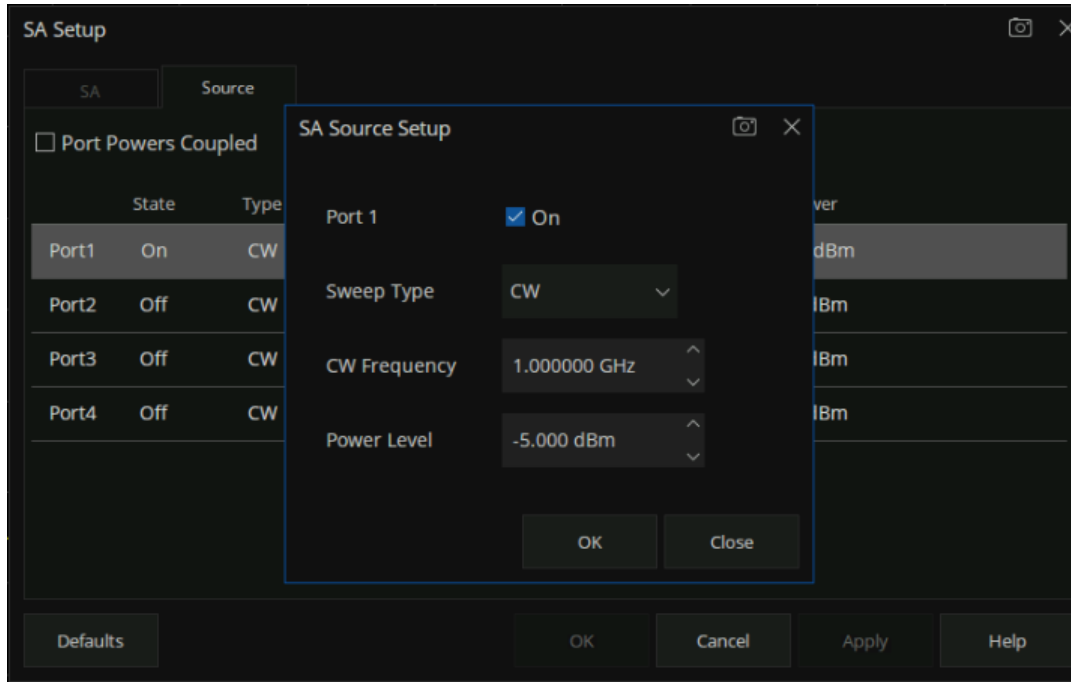 SA Setup
SA Source
Port Powers Coupled
State Type
Port1 On CW dBm
Port2 Off CW
Port3 Off CW
Port4 Off CW
SA Source Setup
Port 1 On
Sweep Type CW
CW Frequency 1.000000 GHz
Power Level -5.000 dBm
OK Close
Defaults OK Cancel Apply Help